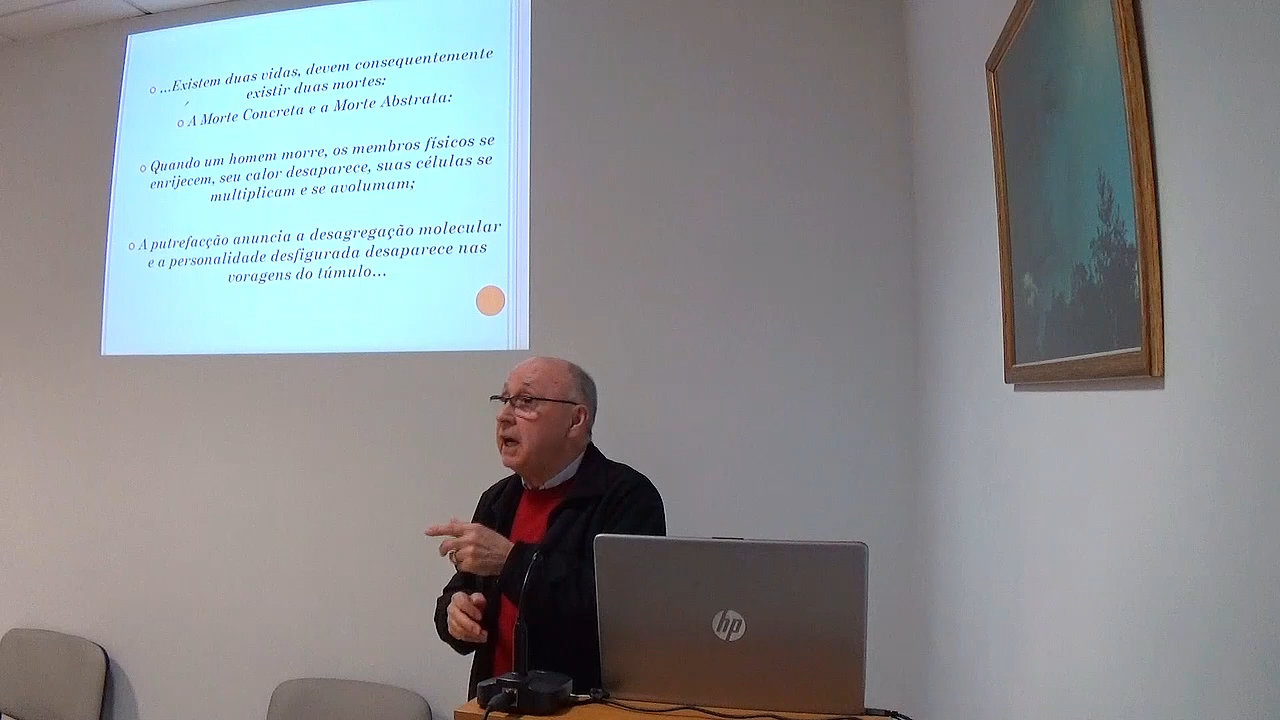 ...Existem duas vidas, devem consequentemente
existir duas mortes:
A Morte Concreta e a Morte Abstrata:
Quando um homem morre, os membros físicos se
enrijecem, seu calor desaparece, suas células se
multiplicam e se avolumam;
A putrefacção anuncia a desagregação molecular
e a personalidade desfigurada desaparece nas
voragens do túmulo...
hp